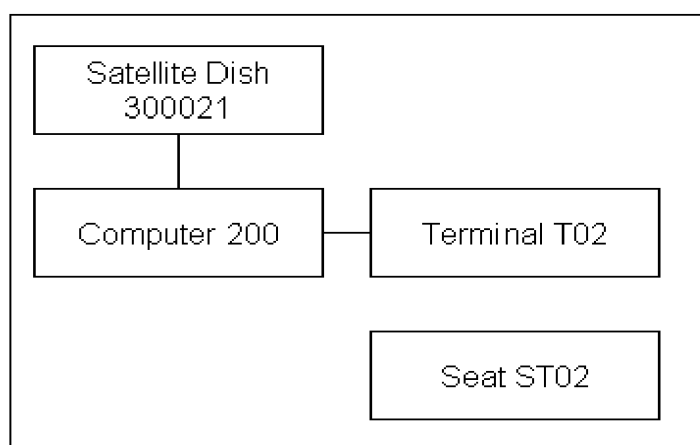 Satellite Dish
300021
Computer 200
Terminal T02
Seat ST02